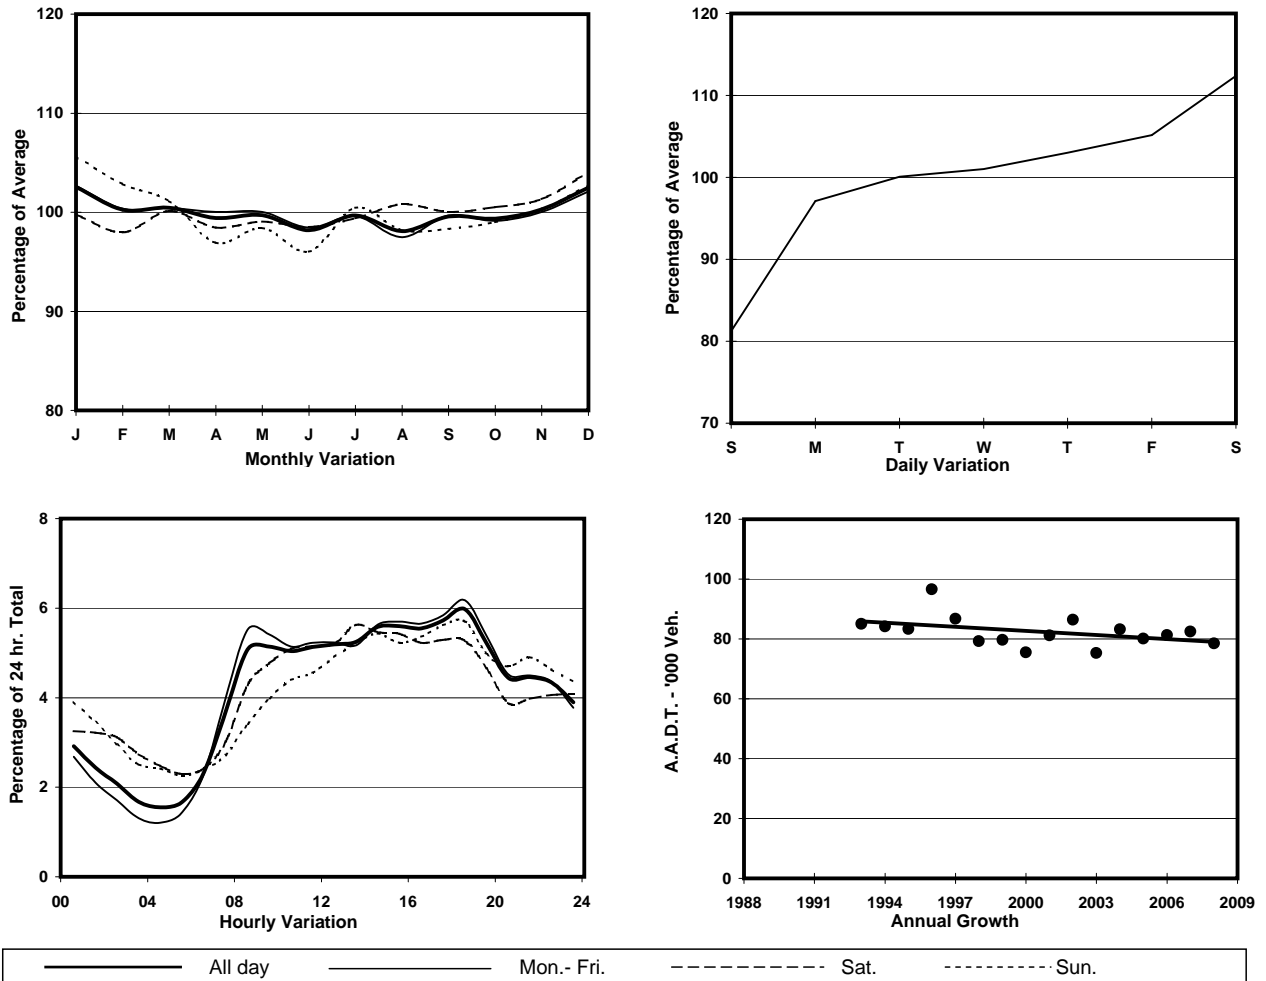 120
110
100
90
80
Percentage of Average
J F M A M J J A S O N D
Monthly Variation
120
110
100
90
80
70
Percentage of Average
S M T W T F S
Daily Variation
8
6
4
2
0
Percentage of 24 hr. Total
00 04 08 12 16 20 24
Hourly Variation
120
100
80
60
40
20
0
A.A.D.T. - '000 Veh.
1988 1991 1994 1997 2000 2003 2006 2009
Annual Growth
All day Mon.- Fri. Sat. Sun.